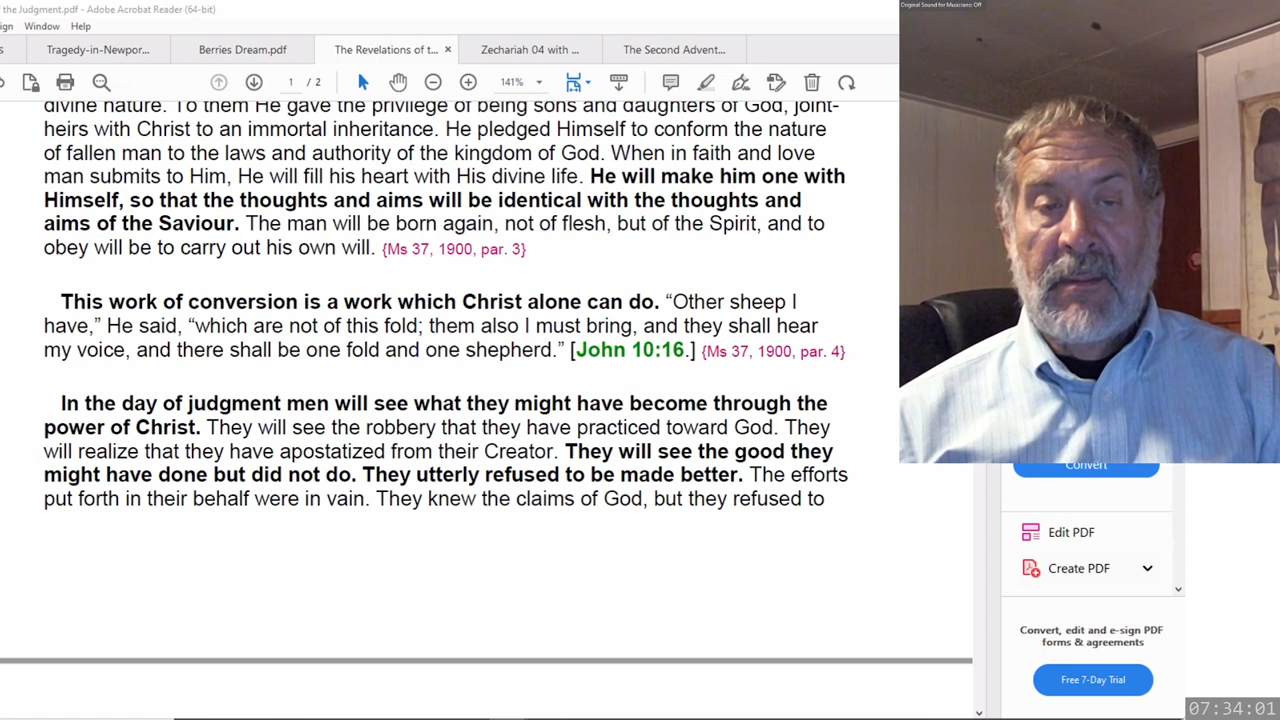 f the Judgment.pdf - Adobe Acrobat Reader (64-bit)
Original Sound for Musicians: Off
ign Window Help
s Tragedy-in-Newpor... Berries Dream.pdf The Revelations of t... × Zechariah 04 with ... The Second Advent...
1 / 2 141%
divine nature. To them He gave the privilege of being sons and daughters of God, joint-
heirs with Christ to an immortal inheritance. He pledged Himself to conform the nature
of fallen man to the laws and authority of the kingdom of God. When in faith and love
man submits to Him, He will fill his heart with His divine life. He will make him one with
Himself, so that the thoughts and aims will be identical with the thoughts and
aims of the Saviour. The man will be born again, not of flesh, but of the Spirit, and to
obey will be to carry out his own will. {Ms 37, 1900, par. 3}
This work of conversion is a work which Christ alone can do. “Other sheep I
have,” He said, “which are not of this fold; them also I must bring, and they shall hear
my voice, and there shall be one fold and one shepherd.” [John 10:16.] {Ms 37, 1900, par. 4}
In the day of judgment men will see what they might have become through the
power of Christ. They will see the robbery that they have practiced toward God. They
will realize that they have apostatized from their Creator. They will see the good they
might have done but did not do. They utterly refused to be made better. The efforts
put forth in their behalf were in vain. They knew the claims of God, but they refused to
Convert
Edit PDF
Create PDF
Convert, edit and e-sign PDF
forms & agreements
Free 7-Day Trial
07:34:01